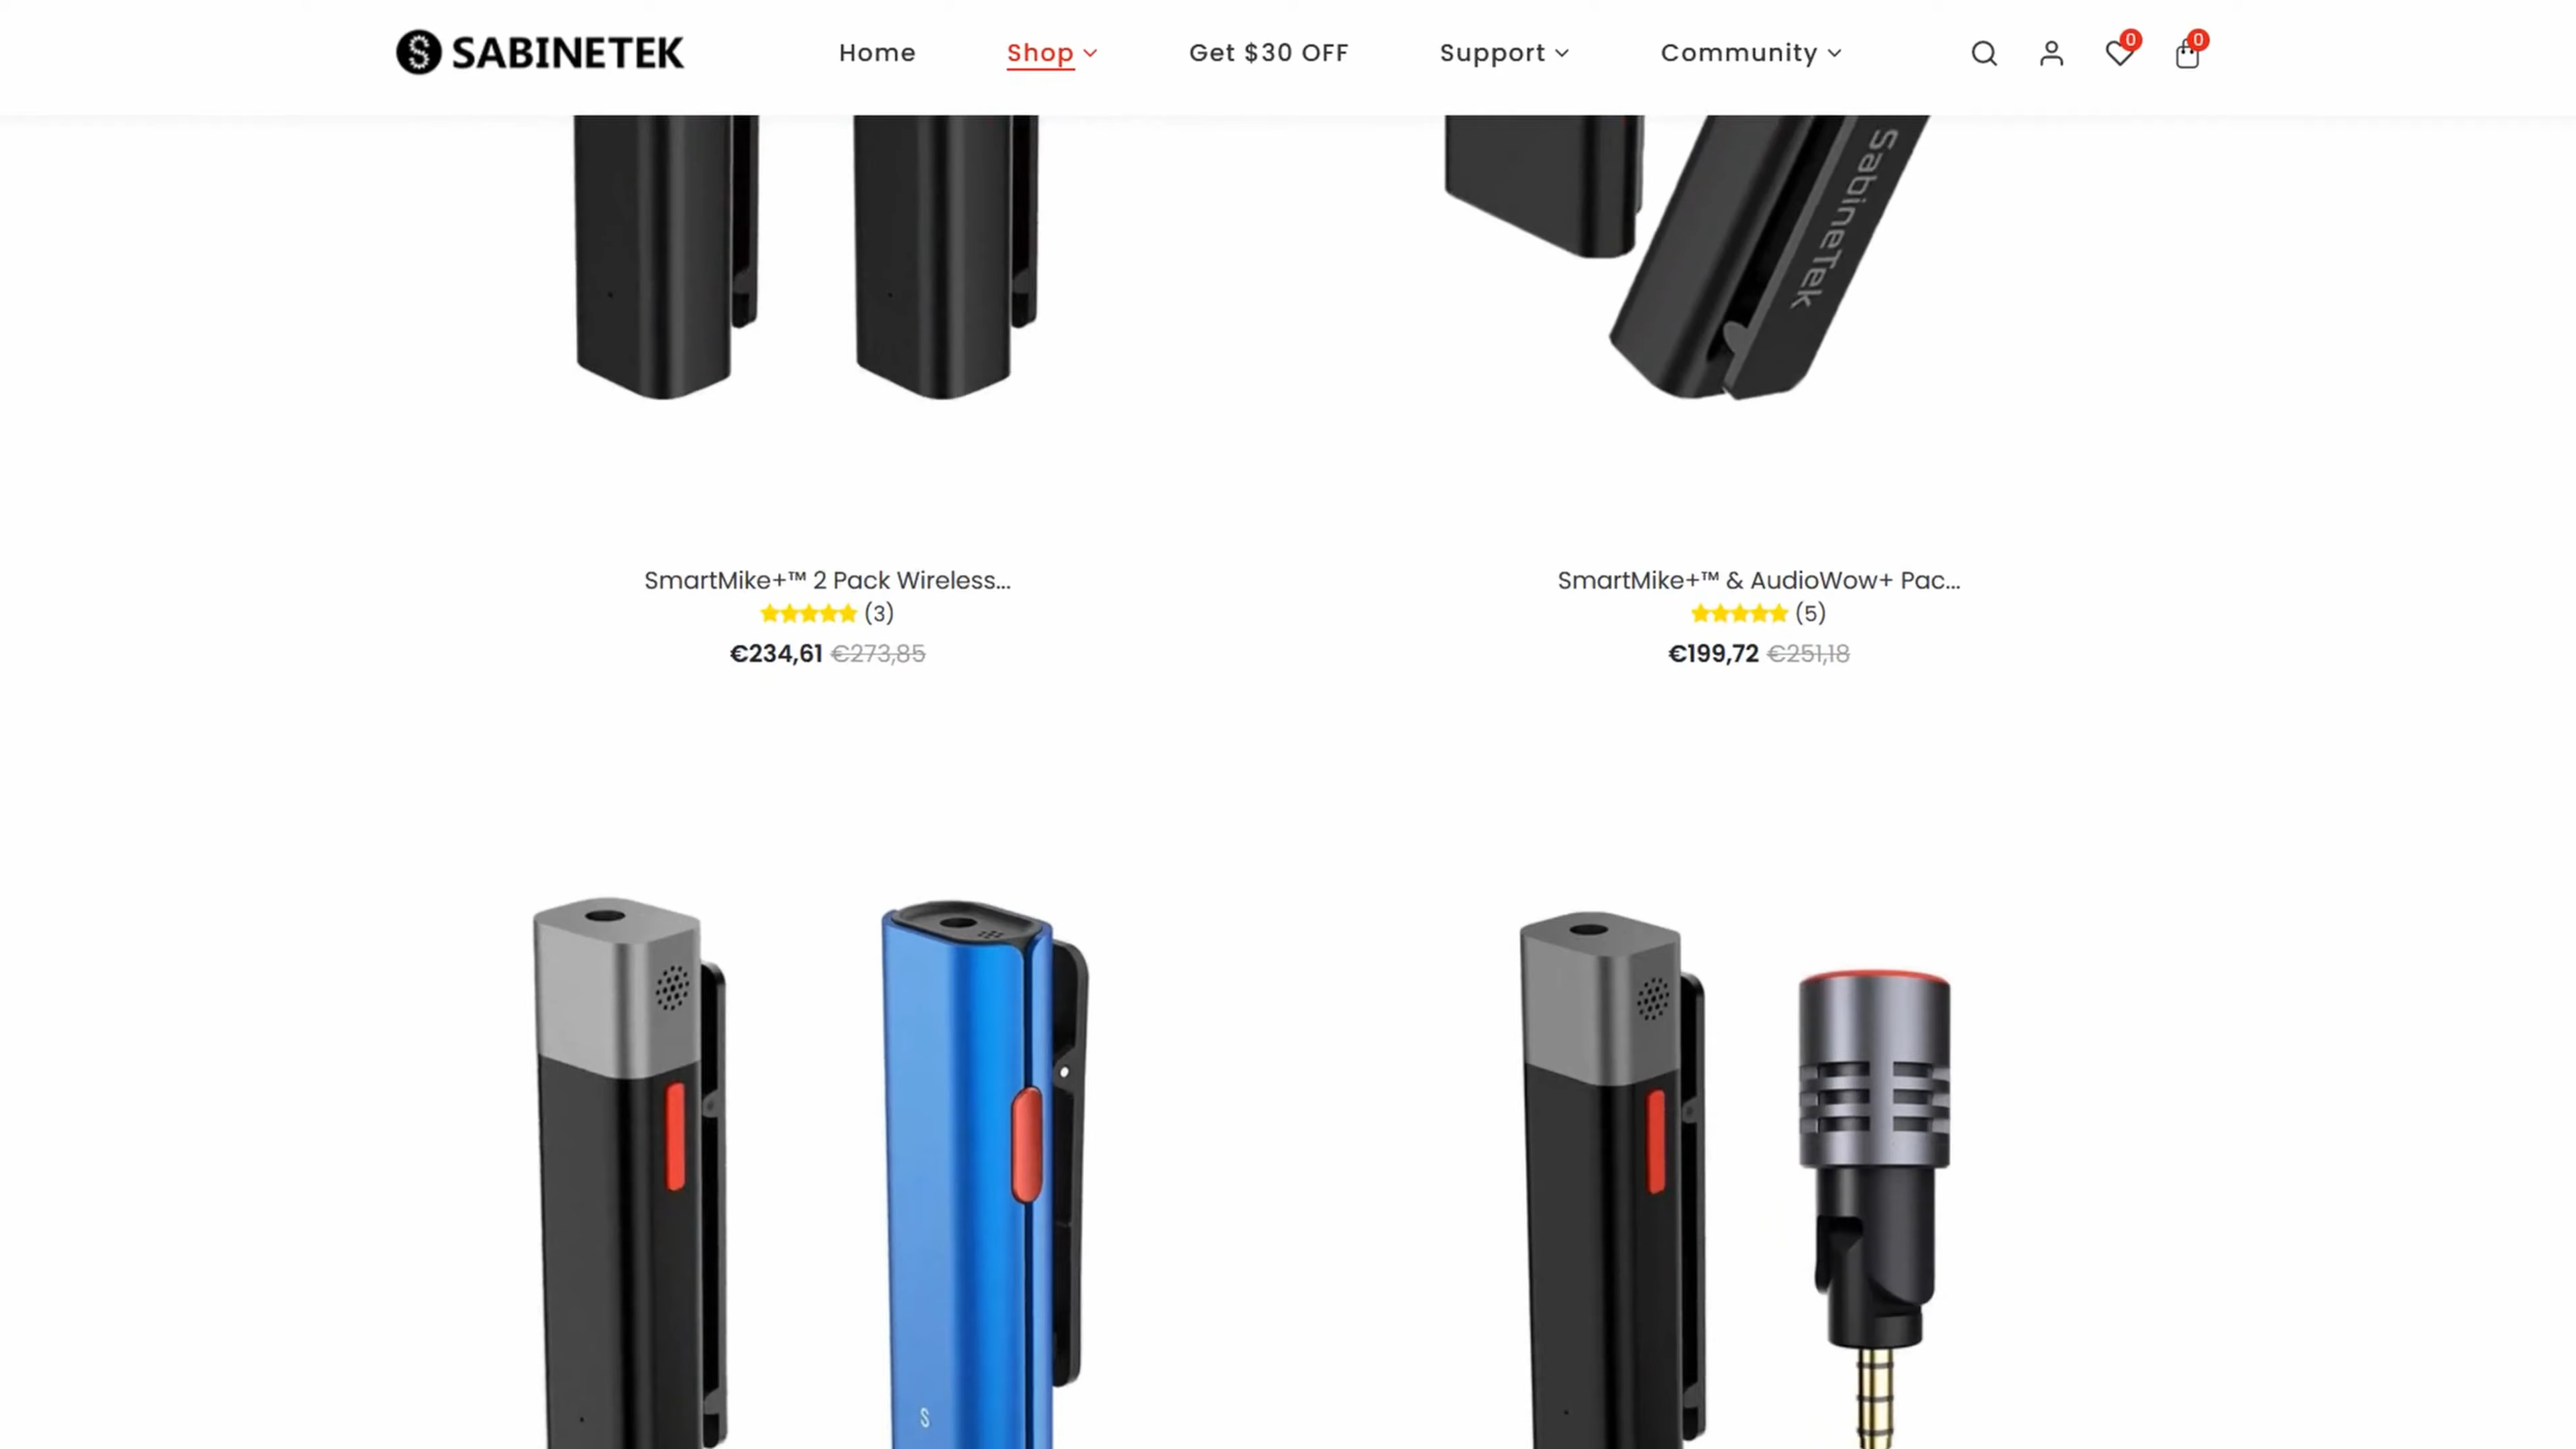 SABINETEK
Home
Shop
Get $30 OFF
Support
Community
0
0
SabineTek
SmartMike+™ 2 Pack Wireless...
(3)
€234,61 €273,85
SmartMike+™ & AudioWow+ Pac...
(5)
€199,72 €251,18
S